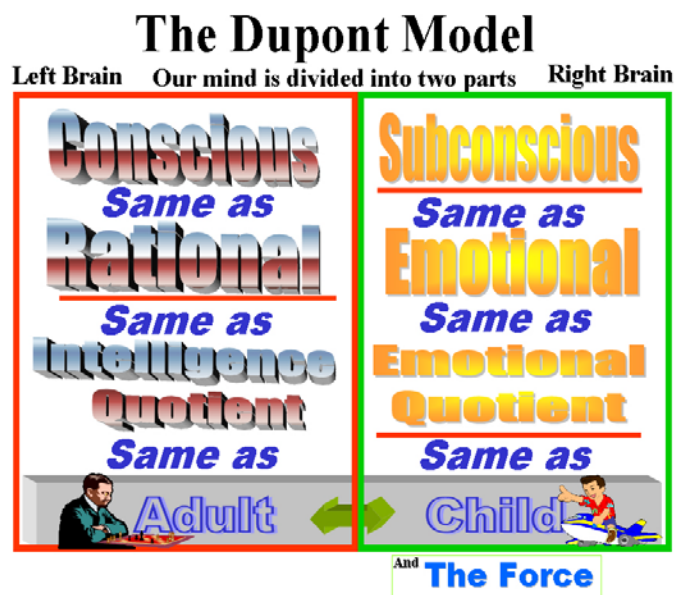 The Dupont Model
Left Brain Our mind is divided into two parts Right Brain
Conscious
Same as
Rational
Same as
Intelligence
Quotient
Same as
Adult
Subconscious
Same as
Emotional
Same as
Emotional
Quotient
Same as
Child
And The Force